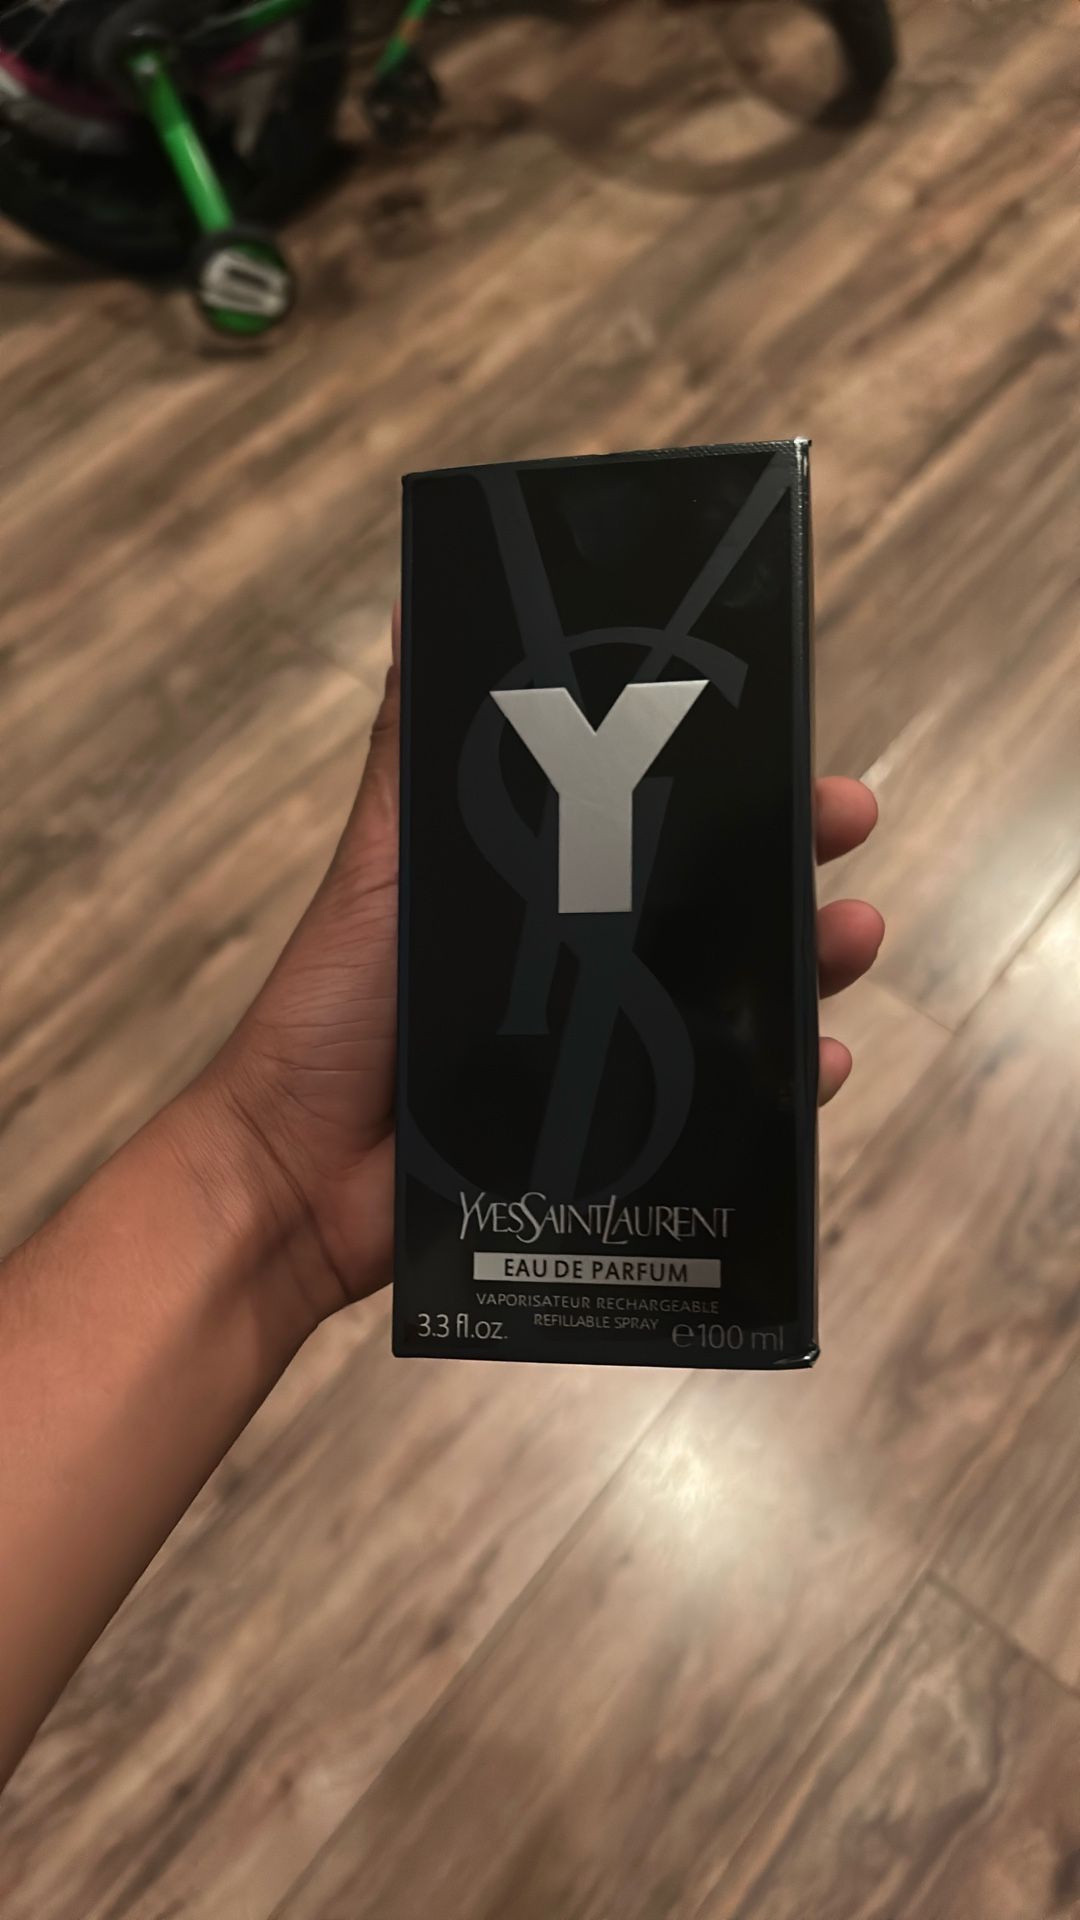 Y
YVESSAINTLAURENT
EAU DE PARFUM
VAPORISATEUR RECHARGEABLE
REFILLABLE SPRAY
3.3 fl.oz. ℮100 ml